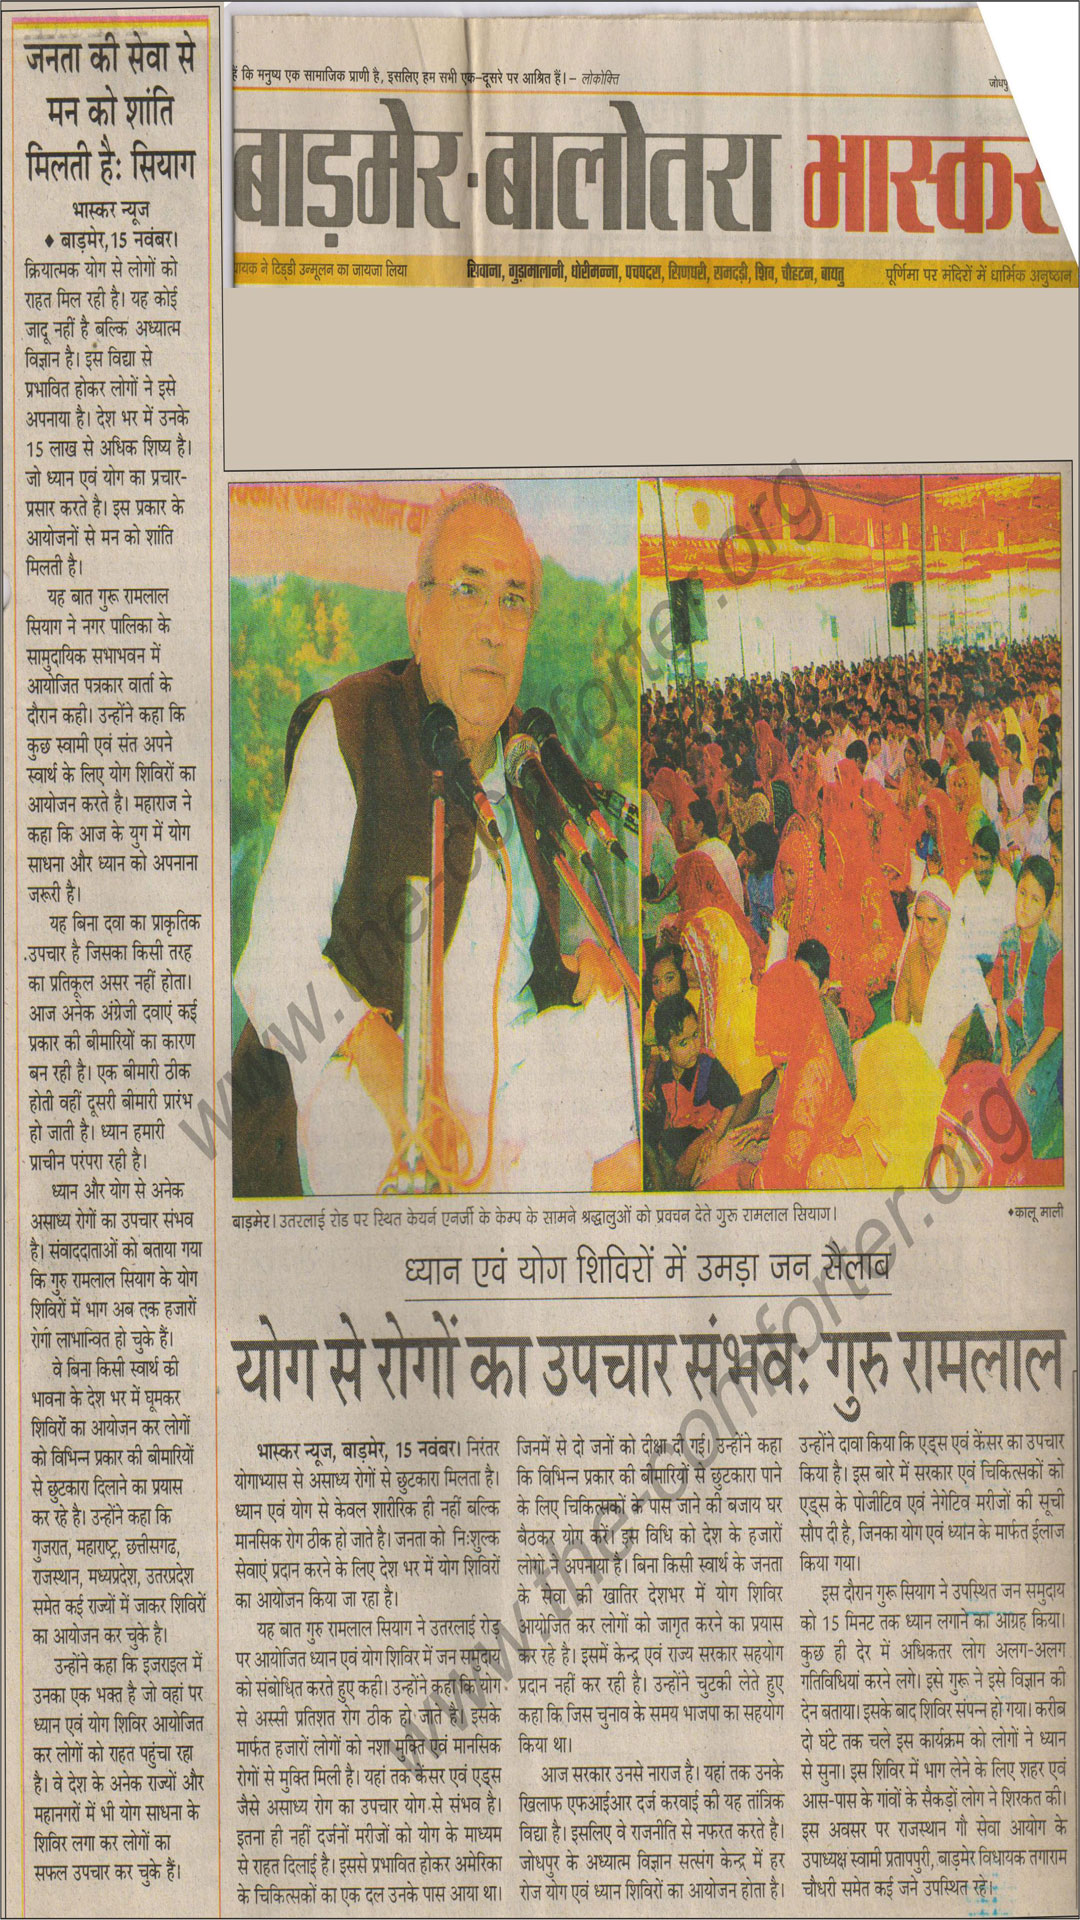 जनता की सेवा से
मन को शांति
मिलती है: सियाग
भास्कर न्यूज
♦ बाड़मेर,15 नवंबर।
क्रियात्मक योग से लोगों को
राहत मिल रही है। यह कोई
जादू नहीं है बल्कि अध्यात्म
विज्ञान है। इस विद्या से
प्रभावित होकर लोगों ने इसे
अपनाया है। देश भर में उनके
15 लाख से अधिक शिष्य है।
जो ध्यान एवं योग का प्रचार-
प्रसार करते है। इस प्रकार के
आयोजनों से मन को शांति
मिलती है।
यह बात गुरू रामलाल
सियाग ने नगर पालिका के
सामुदायिक सभाभवन में
आयोजित पत्रकार वार्ता के
दौरान कही। उन्होंने कहा कि
कुछ स्वामी एवं संत अपने
स्वार्थ के लिए योग शिविरों का
आयोजन करते है। महाराज ने
कहा कि आज के युग में योग
साधना और ध्यान को अपनाना
जरूरी है।
यह बिना दवा का प्राकृतिक
उपचार है जिसका किसी तरह
का प्रतिकूल असर नहीं होता।
आज अनेक अंग्रेजी दवाएं कई
प्रकार की बीमारियों का कारण
बन रही है। एक बीमारी ठीक
होती वहीं दूसरी बीमारी प्रारंभ
हो जाती है। ध्यान हमारी
प्राचीन परंपरा रही है।
ध्यान और योग से अनेक
असाध्य रोगों का उपचार संभव
है। संवाददाताओं को बताया गया
कि गुरु रामलाल सियाग के योग
शिविरों में भाग अब तक हजारों
रोगी लाभान्वित हो चुके हैं।
वे बिना किसी स्वार्थ की
भावना के देश भर में घूमकर
शिविरों का आयोजन कर लोगों
को विभिन्न प्रकार की बीमारियों
से छुटकारा दिलाने का प्रयास
कर रहे है। उन्होंने कहा कि
गुजरात, महाराष्ट्र, छत्तीसगढ,
राजस्थान, मध्यप्रदेश, उतरप्रदेश
समेत कई राज्यों में जाकर शिविरों
का आयोजन कर चुके है।
उन्होंने कहा कि इजराइल में
उनका एक भक्त है जो वहां पर
ध्यान एवं योग शिविर आयोजित
कर लोगों को राहत पहुंचा रहा
है। वे देश के अनेक राज्यों और
महानगरों में भी योग साधना के
शिविर लगा कर लोगों का
सफल उपचार कर चुके हैं।
हैं कि मनुष्य एक सामाजिक प्राणी है, इसलिए हम सभी एक-दूसरे पर आश्रित हैं।- लोकोक्ति
बाड़मेर-बालोतरा भास्कर
ायक ने टिड्डी उन्मूलन का जायजा लिया
सिवाना, गुड़ामालानी, धोरीमन्ना, पचपदरा, सिणधरी, समदड़ी, शिव, चौहटन, बायतु
पूर्णिमा पर मंदिरों में धार्मिक अनुष्ठान
बाड़मेर। उतरलाई रोड पर स्थित केयर्न एनर्जी के केम्प के सामने श्रद्धालुओं को प्रवचन देते गुरू रामलाल सियाग।
♦कालू माली
ध्यान एवं योग शिविरों में उमड़ा जन सैलाब
योग से रोगों का उपचार संभव: गुरु रामलाल
भास्कर न्यूज, बाड़मेर, 15 नवंबर। निरंतर
योगाभ्यास से असाध्य रोगों से छुटकारा मिलता है।
ध्यान एवं योग से केवल शारीरिक ही नहीं बल्कि
मानसिक रोग ठीक हो जाते है। जनता को नि:शुल्क
सेवाएं प्रदान करने के लिए देश भर में योग शिविरों
का आयोजन किया जा रहा है।
यह बात गुरु रामलाल सियाग ने उतरलाई रोड़
पर आयोजित ध्यान एवं योग शिविर में जन समुदाय
को संबोधित करते हुए कही। उन्होंने कहा कि योग
से अस्सी प्रतिशत रोग ठीक हो जाते है। इसके
मार्फत हजारों लोगों को नशा मुक्ति एवं मानसिक
रोगों से मुक्ति मिली है। यहां तक केंसर एवं एड्स
जैसे असाध्य रोग का उपचार योग से संभव है।
इतना ही नहीं दर्जनों मरीजों को योग के माध्यम
से राहत दिलाई है। इससे प्रभावित होकर अमेरिका
के चिकित्सकों का एक दल उनके पास आया था।
जिनमें से दो जनों को दीक्षा दी गई। उन्होंने कहा
कि विभिन्न प्रकार की बीमारियों से छुटकारा पाने
के लिए चिकित्सकों के पास जाने की बजाय घर
बैठकर योग करें। इस विधि को देश के हजारों
लोगो ने अपनाया है। बिना किसी स्वार्थ के जनता
के सेवा की खातिर देशभर में योग शिविर
आयोजित कर लोगों को जागृत करने का प्रयास
कर रहे है। इसमें केन्द्र एवं राज्य सरकार सहयोग
प्रदान नहीं कर रही है। उन्होंने चुटकी लेते हुए
कहा कि जिस चुनाव के समय भाजपा का सहयोग
किया था।
आज सरकार उनसे नाराज है। यहां तक उनके
खिलाफ एफआईआर दर्ज करवाई की यह तांत्रिक
विद्या है। इसलिए वे राजनीति से नफरत करते है।
जोधपुर के अध्यात्म विज्ञान सत्संग केन्द्र में हर
रोज योग एवं ध्यान शिविरों का आयोजन होता है।
उन्होंने दावा किया कि एड्स एवं केंसर का उपचार
किया है। इस बारे में सरकार एवं चिकित्सकों को
एड्स के पोजीटिव एवं नेगेटिव मरीजों की सूची
सौप दी है, जिनका योग एवं ध्यान के मार्फत इलाज
किया गया।
इस दौरान गुरू सियाग ने उपस्थित जन समुदाय
को 15 मिनट तक ध्यान लगाने का आग्रह किया।
कुछ ही देर में अधिकतर लोग अलग-अलग
गतिविधियां करने लगे। इसे गुरू ने इसे विज्ञान की
देन बताया। इसके बाद शिविर संपन्न हो गया। करीब
दो घंटे तक चले इस कार्यक्रम को लोगों ने ध्यान
से सुना। इस शिविर में भाग लेने के लिए शहर एवं
आस-पास के गांवों के सैकड़ों लोग ने शिरकत की।
इस अवसर पर राजस्थान गौ सेवा आयोग के
उपाध्यक्ष स्वामी प्रतापपुरी, बाड़मेर विधायक तगाराम
चौधरी समेत कई जने उपस्थित रहे।
www.the-comforter.org
www.the-comforter.org